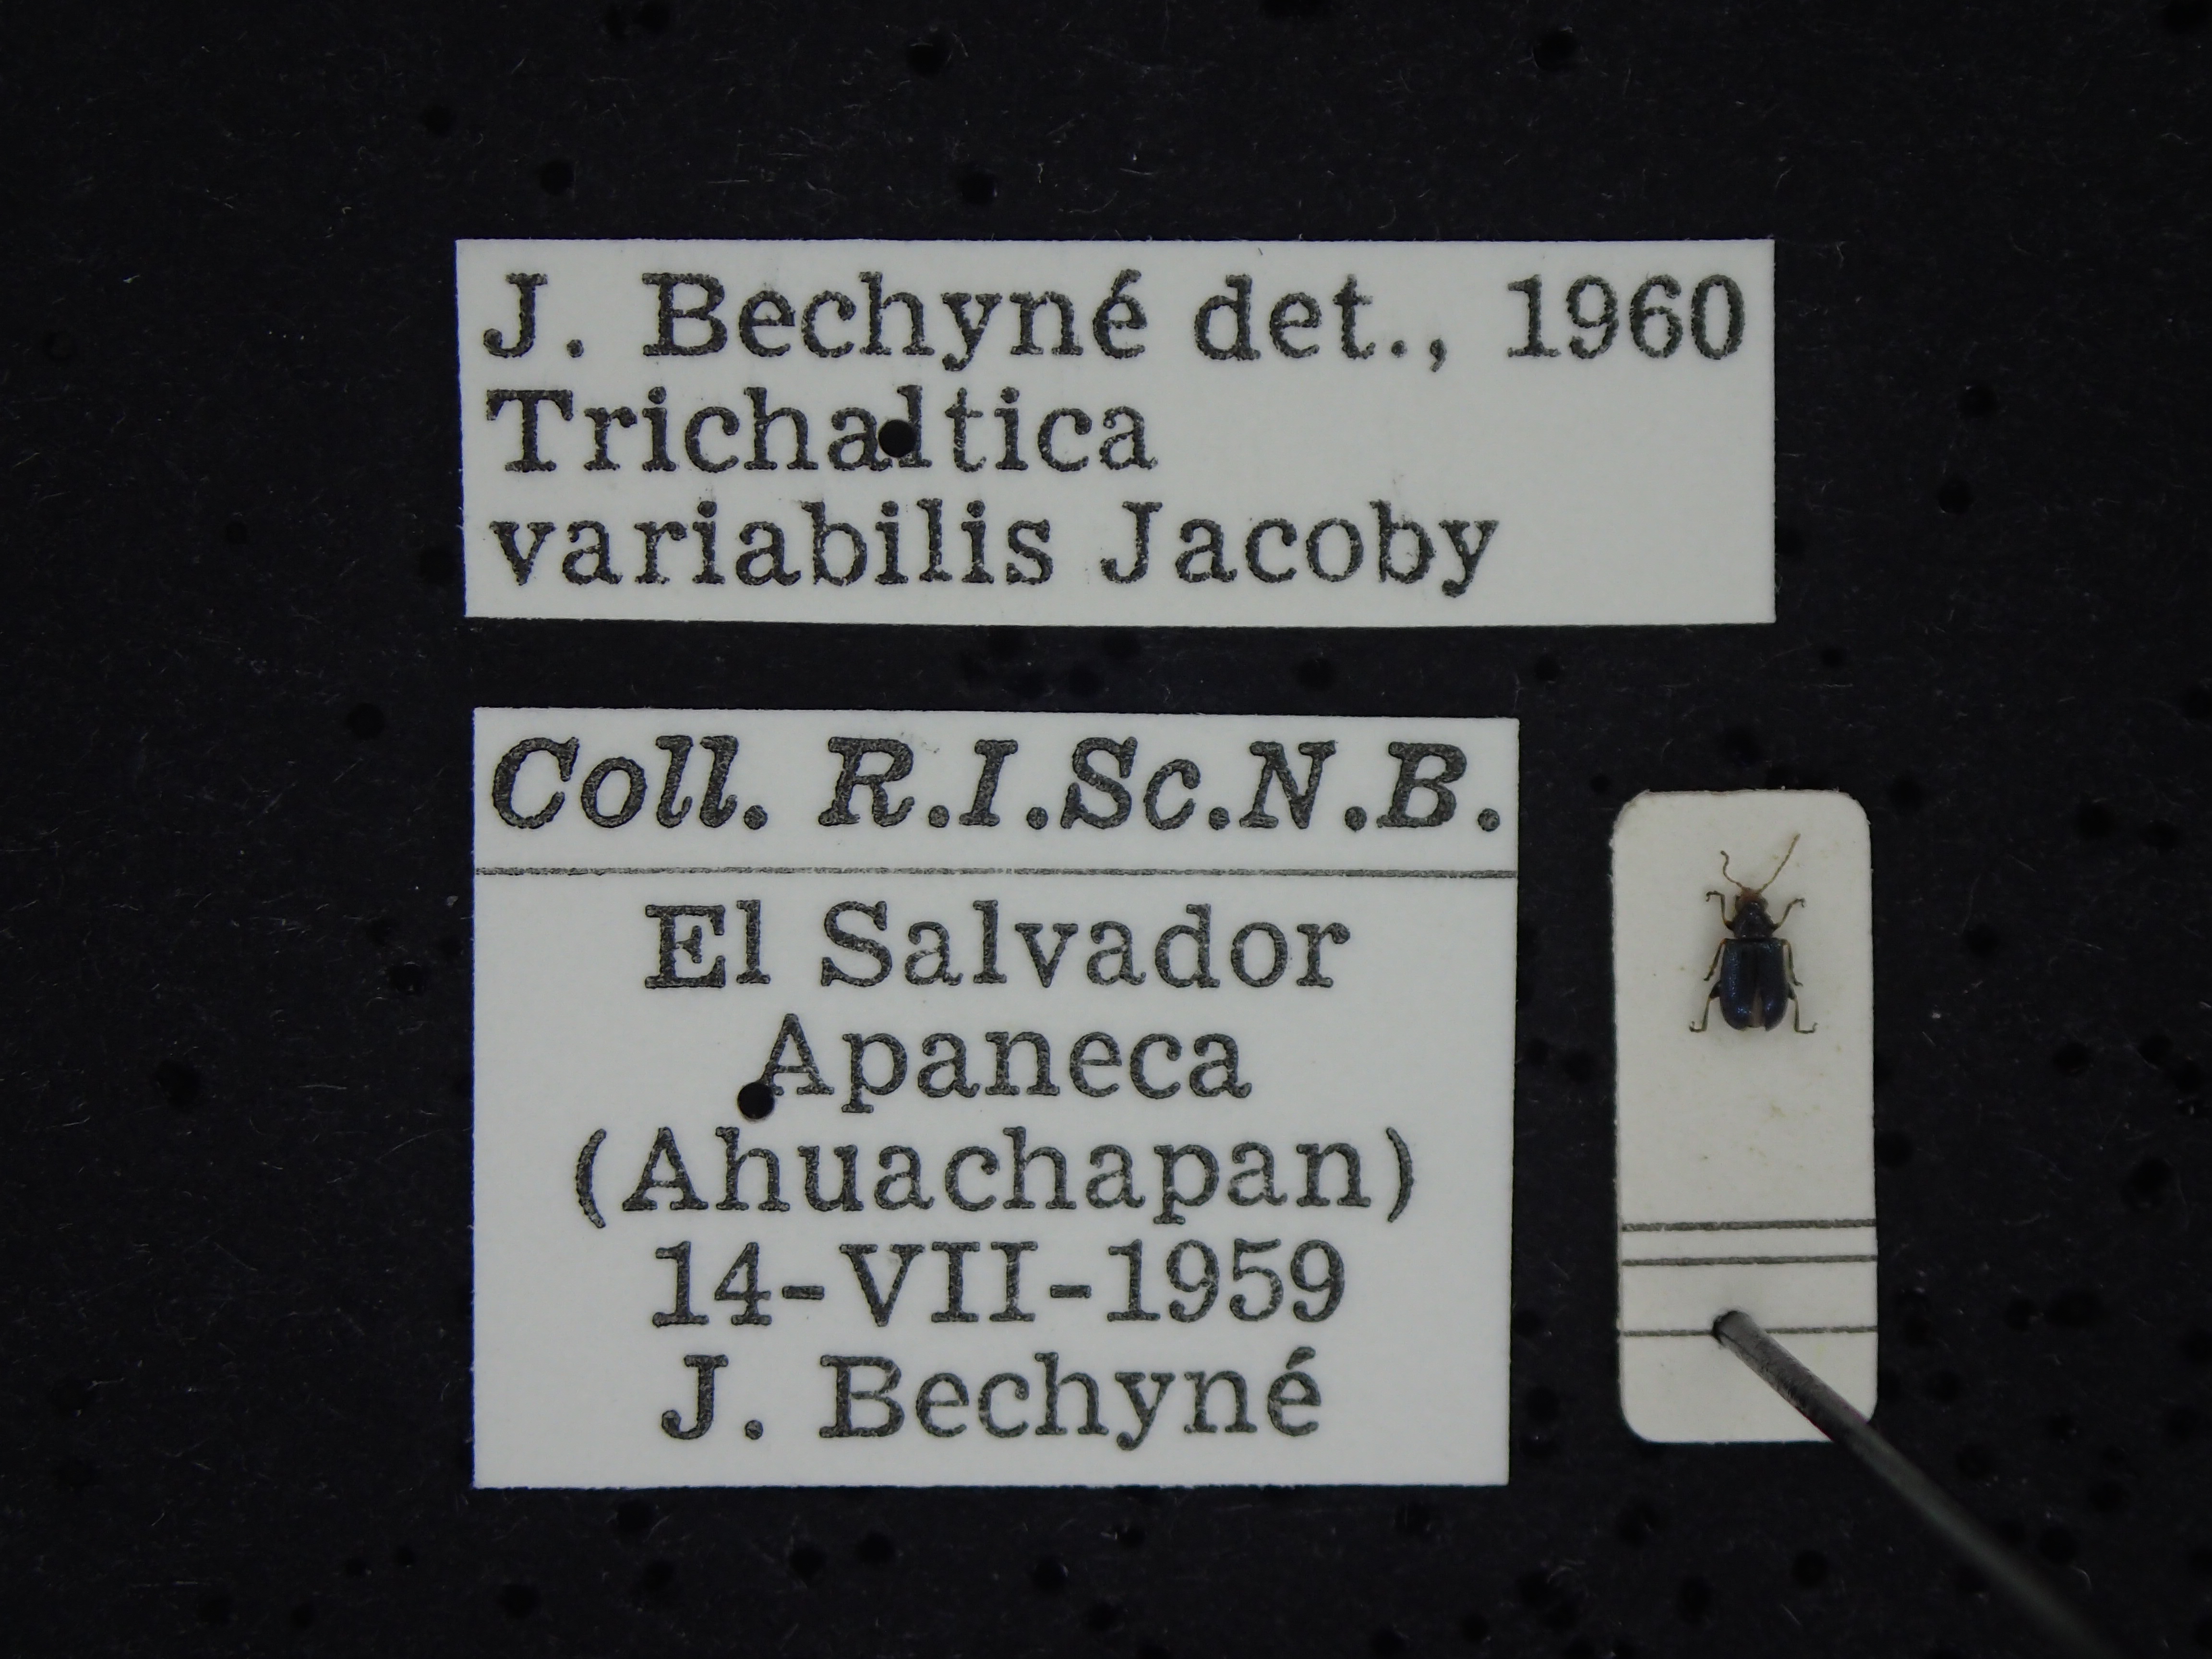 J. Bechyné det., 1960
Trichaltica
variabilis Jacoby
Coll. R.I.Sc.N.B.
El Salvador
Apaneca
(Ahuachapan)
14-VII-1959
J. Bechyné